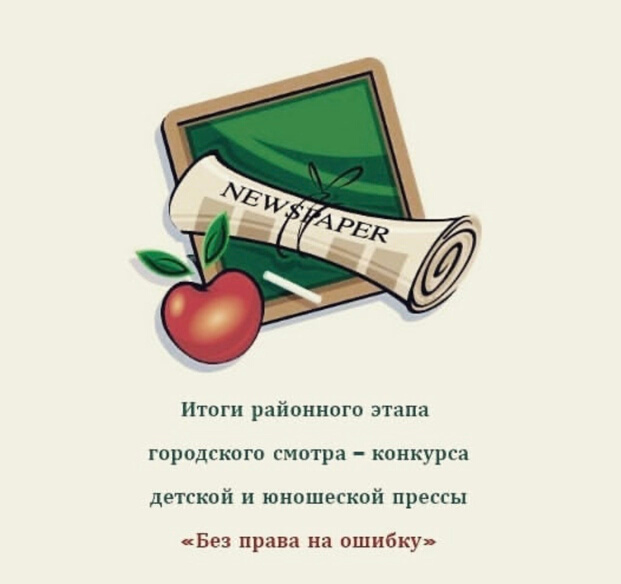 NEWSPAPER
Итоги районного этапа
городского смотра – конкурса
детской и юношеской прессы
«Без права на ошибку»